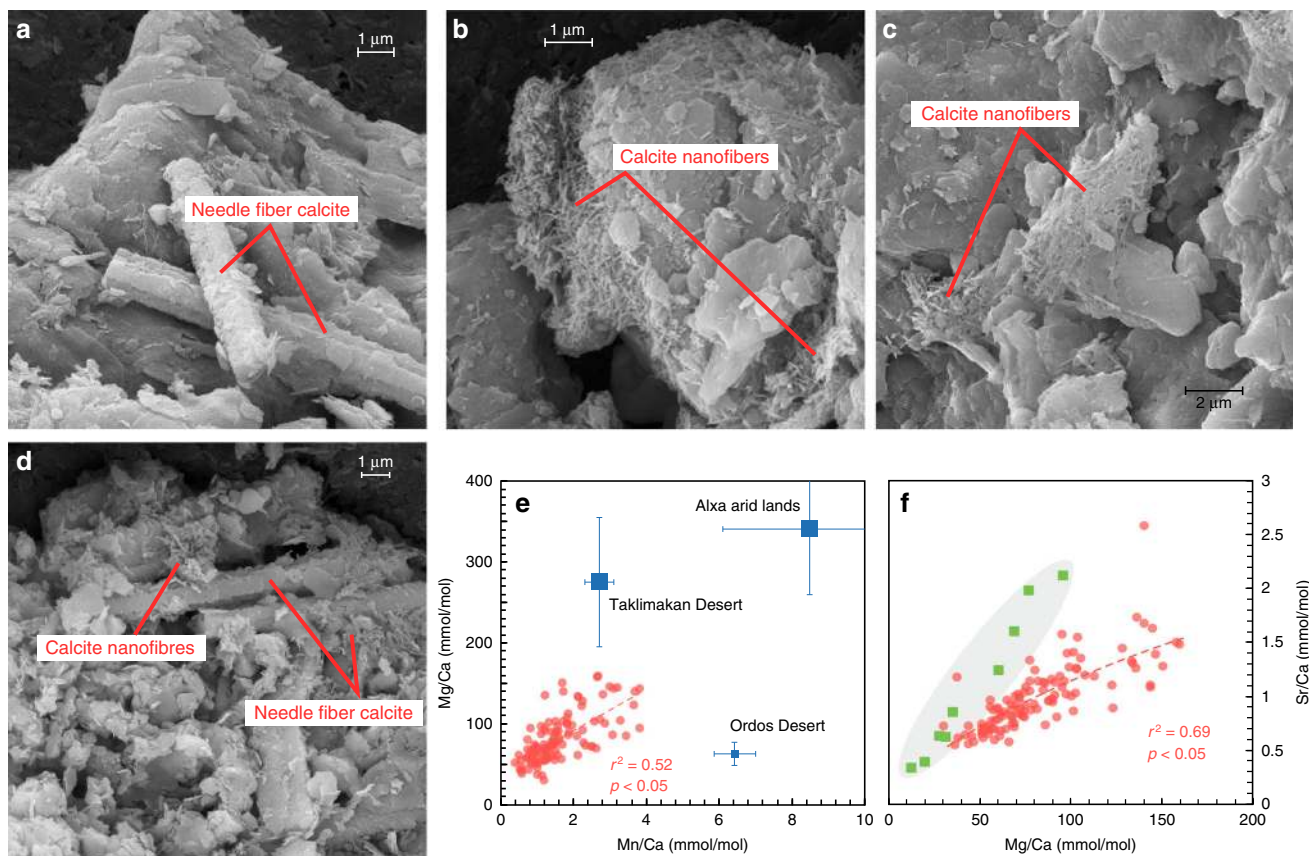 a
1 μm
Needle fiber calcite
b
1 μm
Calcite nanofibers
c
Calcite nanofibers
2 μm
d
1 μm
Calcite nanofibres
Needle fiber calcite
e
400
300
200
100
0
Mg/Ca (mmol/mol)
Alxa arid lands
Taklimakan Desert
Ordos Desert
r² = 0.52
p < 0.05
0 2 4 6 8 10
Mn/Ca (mmol/mol)
f
3
2.5
2
1.5
1
0.5
0
Sr/Ca (mmol/mol)
r² = 0.69
p < 0.05
0 50 100 150 200
Mg/Ca (mmol/mol)